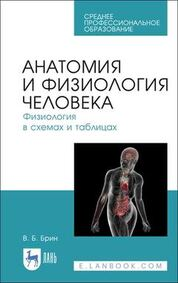 СРЕДНЕЕ
ПРОФЕССИОНАЛЬНОЕ
ОБРАЗОВАНИЕ
АНАТОМИЯ
И ФИЗИОЛОГИЯ
ЧЕЛОВЕКА
Физиология
в схемах и таблицах
В. Б. Брин
ЛАНЬ
E.LANBOOK.COM